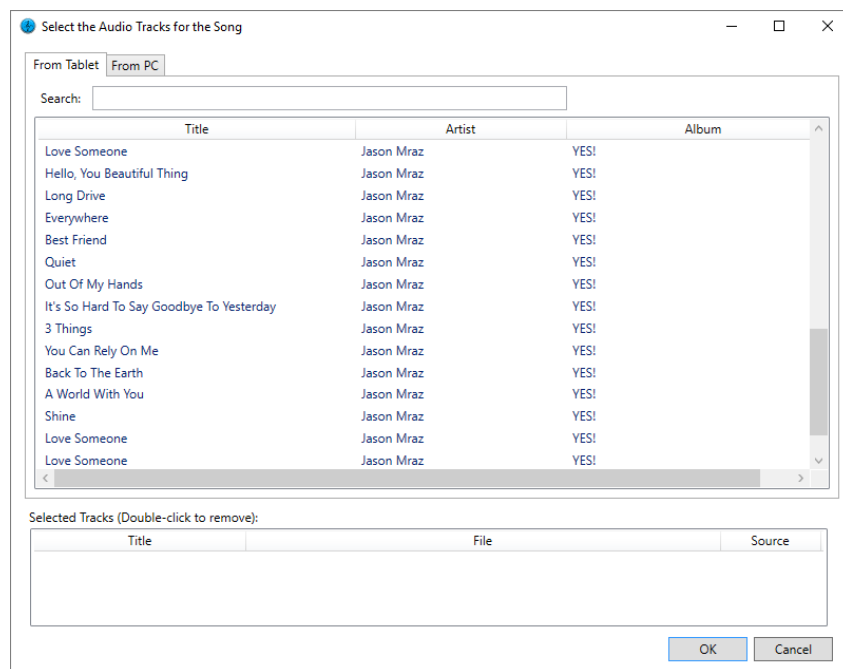 Select the Audio Tracks for the Song
From Tablet From PC
Search:
Title Artist Album
Love Someone Jason Mraz YES!
Hello, You Beautiful Thing Jason Mraz YES!
Long Drive Jason Mraz YES!
Everywhere Jason Mraz YES!
Best Friend Jason Mraz YES!
Quiet Jason Mraz YES!
Out Of My Hands Jason Mraz YES!
It's So Hard To Say Goodbye To Yesterday Jason Mraz YES!
3 Things Jason Mraz YES!
You Can Rely On Me Jason Mraz YES!
Back To The Earth Jason Mraz YES!
A World With You Jason Mraz YES!
Shine Jason Mraz YES!
Love Someone Jason Mraz YES!
Love Someone Jason Mraz YES!
Selected Tracks (Double-click to remove):
Title File Source
OK Cancel